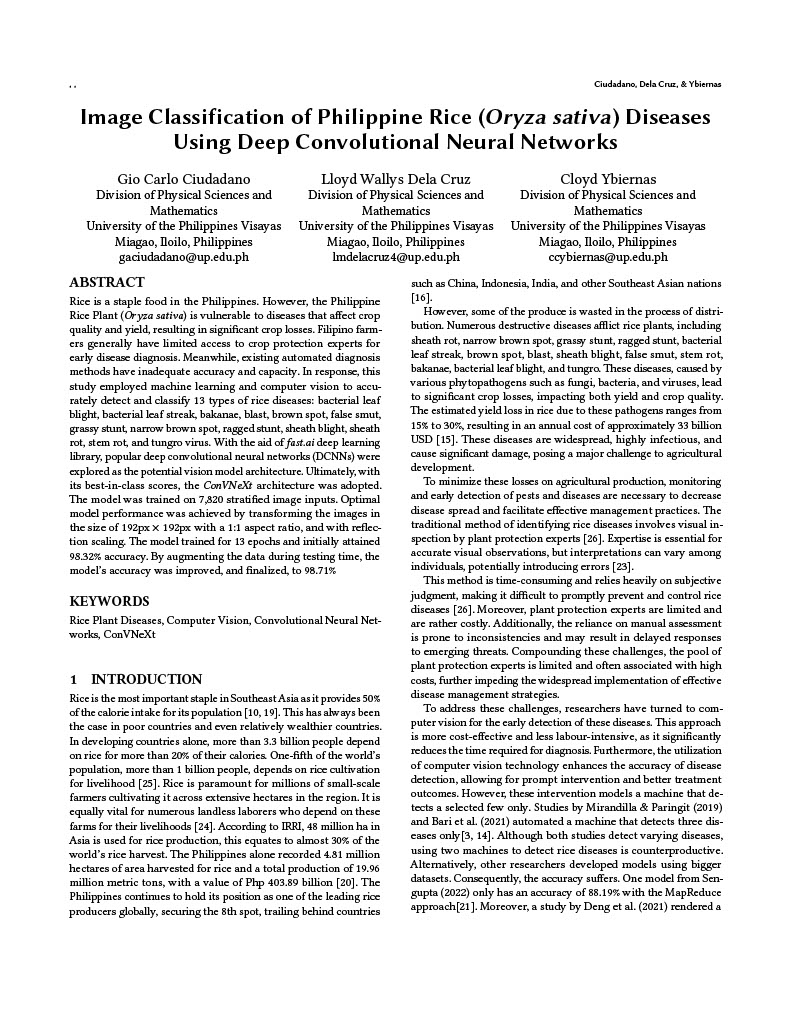 . .
Ciudadano, Dela Cruz, & Ybiernas
Image Classification of Philippine Rice (Oryza sativa) Diseases
Using Deep Convolutional Neural Networks
Gio Carlo Ciudadano
Division of Physical Sciences and
Mathematics
University of the Philippines Visayas
Miagao, Iloilo, Philippines
gaciudadano@up.edu.ph
Lloyd Wallys Dela Cruz
Division of Physical Sciences and
Mathematics
University of the Philippines Visayas
Miagao, Iloilo, Philippines
lmdelacruz4@up.edu.ph
Cloyd Ybiernas
Division of Physical Sciences and
Mathematics
University of the Philippines Visayas
Miagao, Iloilo, Philippines
ccybiernas@up.edu.ph
ABSTRACT
Rice is a staple food in the Philippines. However, the Philippine
Rice Plant (Oryza sativa) is vulnerable to diseases that affect crop
quality and yield, resulting in significant crop losses. Filipino farm-
ers generally have limited access to crop protection experts for
early disease diagnosis. Meanwhile, existing automated diagnosis
methods have inadequate accuracy and capacity. In response, this
study employed machine learning and computer vision to accu-
rately detect and classify 13 types of rice diseases: bacterial leaf
blight, bacterial leaf streak, bakanae, blast, brown spot, false smut,
grassy stunt, narrow brown spot, ragged stunt, sheath blight, sheath
rot, stem rot, and tungro virus. With the aid of fast.ai deep learning
library, popular deep convolutional neural networks (DCNNs) were
explored as the potential vision model architecture. Ultimately, with
its best-in-class scores, the ConVNeXt architecture was adopted.
The model was trained on 7,820 stratified image inputs. Optimal
model performance was achieved by transforming the images in
the size of 192px × 192px with a 1:1 aspect ratio, and with reflec-
tion scaling. The model trained for 13 epochs and initially attained
98.32% accuracy. By augmenting the data during testing time, the
model's accuracy was improved, and finalized, to 98.71%
KEYWORDS
Rice Plant Diseases, Computer Vision, Convolutional Neural Net-
works, ConVNeXt
1 INTRODUCTION
Rice is the most important staple in Southeast Asia as it provides 50%
of the calorie intake for its population [10, 19]. This has always been
the case in poor countries and even relatively wealthier countries.
In developing countries alone, more than 3.3 billion people depend
on rice for more than 20% of their calories. One-fifth of the world's
population, more than 1 billion people, depends on rice cultivation
for livelihood [25]. Rice is paramount for millions of small-scale
farmers cultivating it across extensive hectares in the region. It is
equally vital for numerous landless laborers who depend on these
farms for their livelihoods [24]. According to IRRI, 48 million ha in
Asia is used for rice production, this equates to almost 30% of the
world's rice harvest. The Philippines alone recorded 4.81 million
hectares of area harvested for rice and a total production of 19.96
million metric tons, with a value of Php 403.89 billion [20]. The
Philippines continues to hold its position as one of the leading rice
producers globally, securing the 8th spot, trailing behind countries
such as China, Indonesia, India, and other Southeast Asian nations
[16].
However, some of the produce is wasted in the process of distri-
bution. Numerous destructive diseases afflict rice plants, including
sheath rot, narrow brown spot, grassy stunt, ragged stunt, bacterial
leaf streak, brown spot, blast, sheath blight, false smut, stem rot,
bakanae, bacterial leaf blight, and tungro. These diseases, caused by
various phytopathogens such as fungi, bacteria, and viruses, lead
to significant crop losses, impacting both yield and crop quality.
The estimated yield loss in rice due to these pathogens ranges from
15% to 30%, resulting in an annual cost of approximately 33 billion
USD [15]. These diseases are widespread, highly infectious, and
cause significant damage, posing a major challenge to agricultural
development.
To minimize these losses on agricultural production, monitoring
and early detection of pests and diseases are necessary to decrease
disease spread and facilitate effective management practices. The
traditional method of identifying rice diseases involves visual in-
spection by plant protection experts [26]. Expertise is essential for
accurate visual observations, but interpretations can vary among
individuals, potentially introducing errors [23].
This method is time-consuming and relies heavily on subjective
judgment, making it difficult to promptly prevent and control rice
diseases [26]. Moreover, plant protection experts are limited and
are rather costly. Additionally, the reliance on manual assessment
is prone to inconsistencies and may result in delayed responses
to emerging threats. Compounding these challenges, the pool of
plant protection experts is limited and often associated with high
costs, further impeding the widespread implementation of effective
disease management strategies.
To address these challenges, researchers have turned to com-
puter vision for the early detection of these diseases. This approach
is more cost-effective and less labour-intensive, as it significantly
reduces the time required for diagnosis. Furthermore, the utilization
of computer vision technology enhances the accuracy of disease
detection, allowing for prompt intervention and better treatment
outcomes. However, these intervention models a machine that de-
tects a selected few only. Studies by Mirandilla & Paringit (2019)
and Bari et al. (2021) automated a machine that detects three dis-
eases only[3, 14]. Although both studies detect varying diseases,
using two machines to detect rice diseases is counterproductive.
Alternatively, other researchers developed models using bigger
datasets. Consequently, the accuracy suffers. One model from Sen-
gupta (2022) only has an accuracy of 88.19% with the MapReduce
approach[21]. Moreover, a study by Deng et al. (2021) rendered a